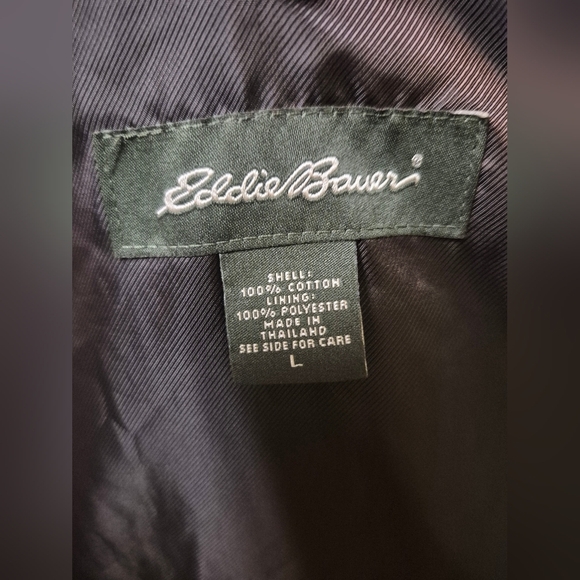 Eddie Bauer®
SHELL:
100% COTTON
LINING:
100% POLYESTER
MADE IN
THAILAND
SEE SIDE FOR CARE
L